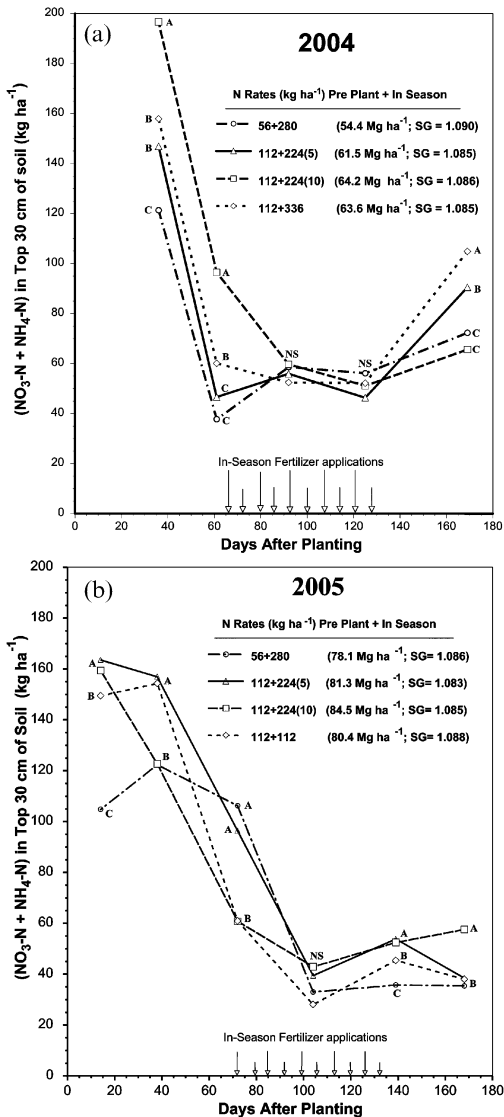 (a)
2004
N Rates (kg ha⁻¹) Pre Plant + In Season
56+280 (54.4 Mg ha⁻¹; SG = 1.090)
112+224(5) (61.5 Mg ha⁻¹; SG = 1.085)
112+224(10) (64.2 Mg ha⁻¹; SG = 1.086)
112+336 (63.6 Mg ha⁻¹; SG = 1.085)
(NO₃-N + NH₄-N) in Top 30 cm of soil (kg ha⁻¹)
200
180
160
140
120
100
80
60
40
20
0
A
B
B
C
A
B
C
C
NS
NS
A
B
C
C
In-Season Fertilizer applications
0 20 40 60 80 100 120 140 160 180
Days After Planting
(b)
2005
N Rates (kg ha⁻¹) Pre Plant + In Season
56+280 (78.1 Mg ha⁻¹; SG= 1.086)
112+224(5) (81.3 Mg ha⁻¹; SG= 1.083)
112+224(10) (84.5 Mg ha⁻¹; SG= 1.085)
112+112 (80.4 Mg ha⁻¹; SG= 1.088)
(NO₃-N + NH₄-N) in Top 30 cm of Soil (kg ha⁻¹)
200
180
160
140
120
100
80
60
40
20
0
A
B
C
A
B
A
A
B
NS
A
B
C
A
B
In-Season Fertilizer applications
0 20 40 60 80 100 120 140 160 180
Days After Planting